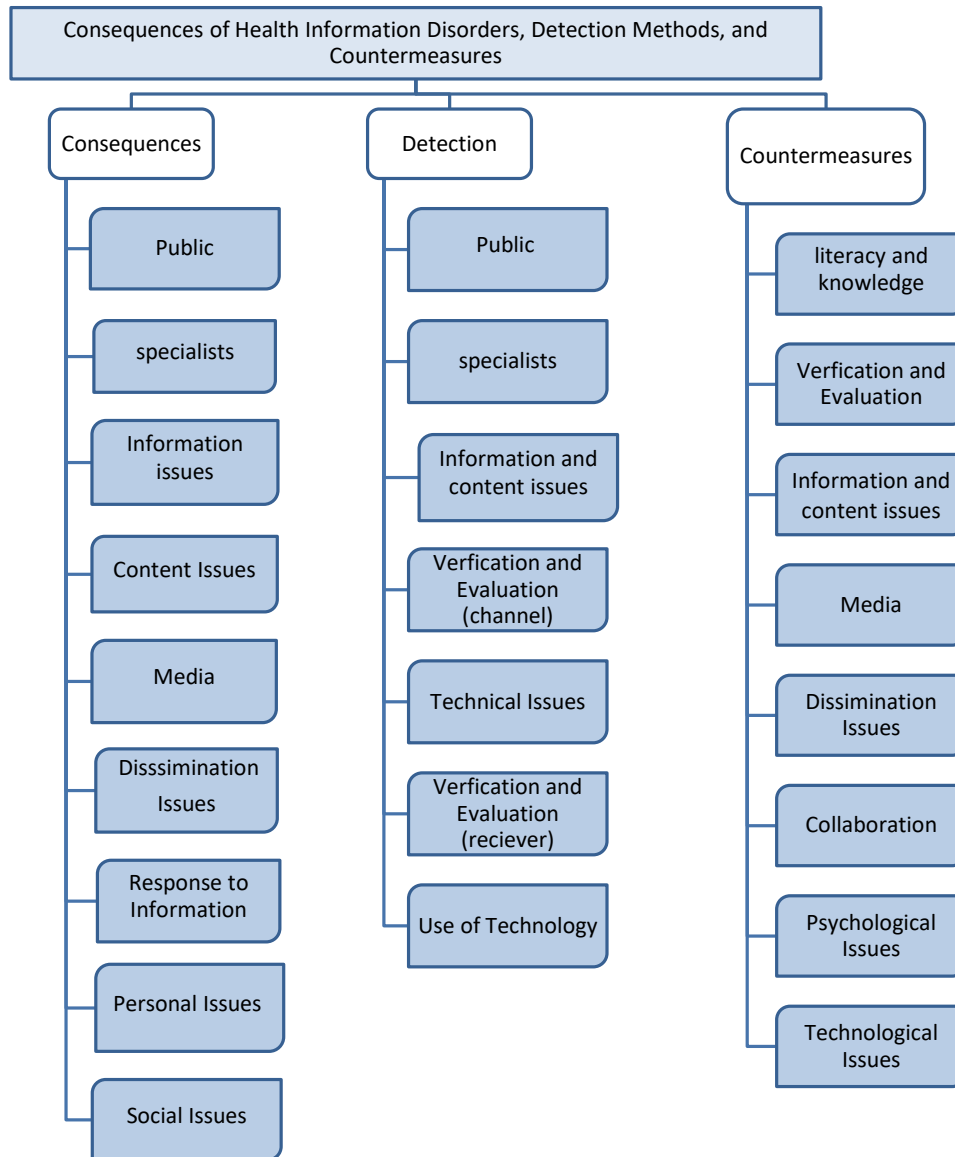 Consequences of Health Information Disorders, Detection Methods, and
Countermeasures
Consequences
Public
specialists
Information
issues
Content Issues
Media
Disssimination
Issues
Response to
Information
Personal Issues
Social Issues
Detection
Public
specialists
Information and
content issues
Verfication and
Evaluation
(channel)
Technical Issues
Verfication and
Evaluation
(reciever)
Use of Technology
Countermeasures
literacy and
knowledge
Verfication and
Evaluation
Information and
content issues
Media
Dissimination
Issues
Collaboration
Psychological
Issues
Technological
Issues